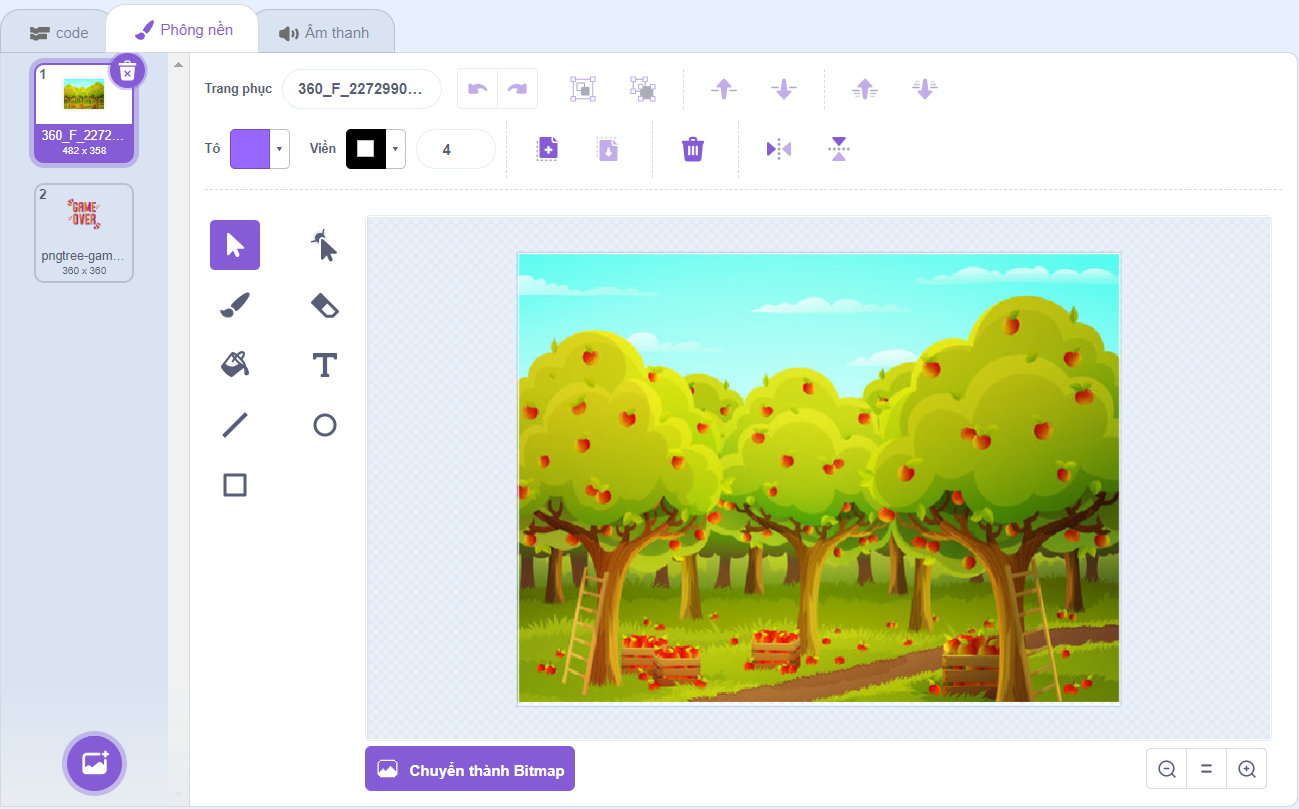 code
Phông nền
Âm thanh
1
360_F_2272...
482 x 358
2
GAME
OVER
pngtree-gam...
360 x 360
Trang phục
360_F_2272990...
Tô
Viền
4
T
Chuyển thành Bitmap